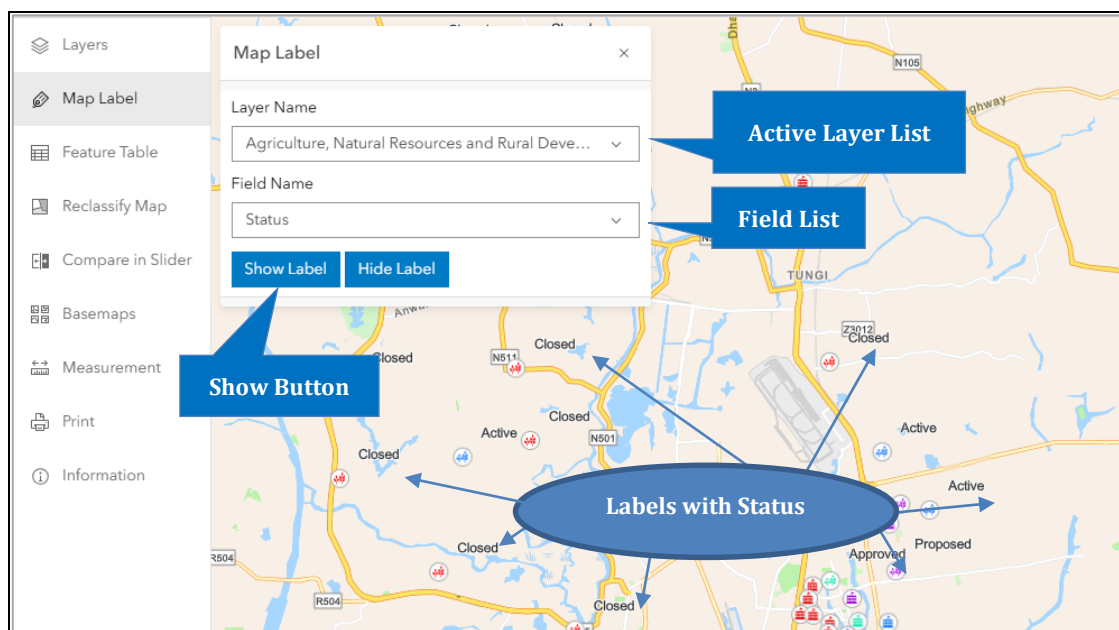 Layers
Map Label
Feature Table
Reclassify Map
Compare in Slider
Basemaps
Measurement
Print
Information
Map Label
×
Layer Name
Agriculture, Natural Resources and Rural Deve...
Field Name
Status
Show Label
Hide Label
Active Layer List
Field List
Show Button
Labels with Status
N105
TUNGI
Z3012
Closed
Closed
Closed
N511
Closed
Active
N501
Active
Closed
Active
Closed
Approved
Proposed
R504
R504
Closed